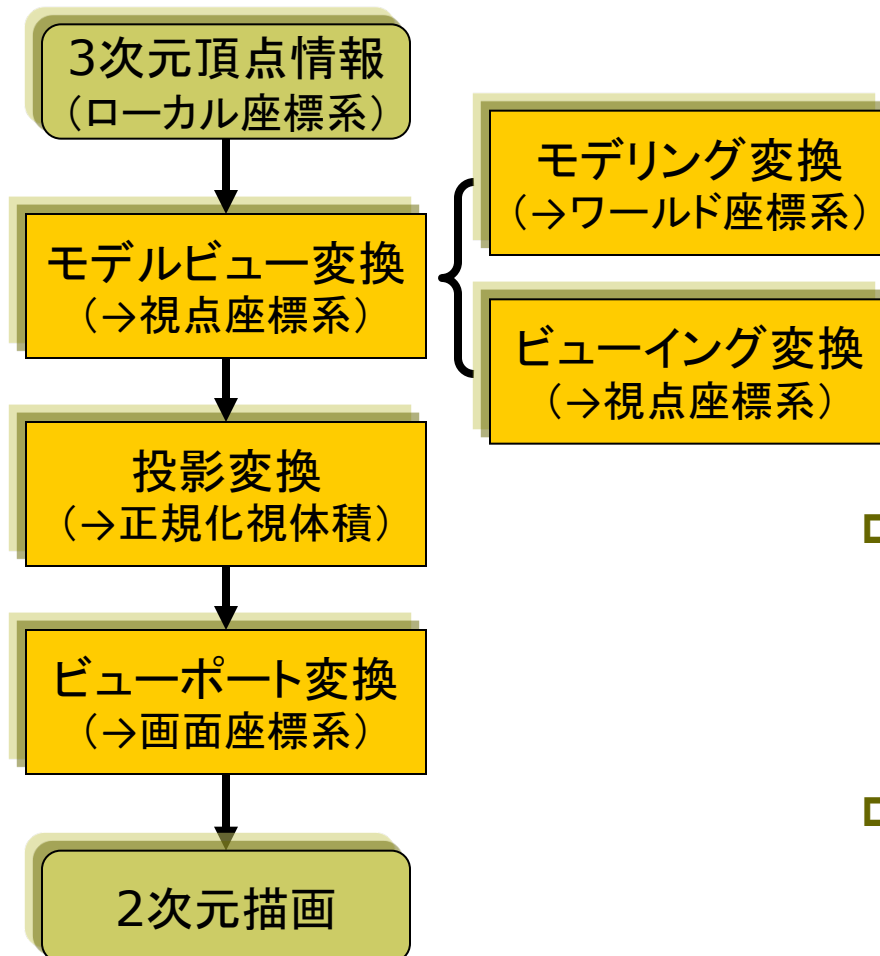 3次元頂点情報
（ローカル座標系）
モデルビュー変換
（→視点座標系）
モデリング変換
（→ワールド座標系）
ビューイング変換
（→視点座標系）
投影変換
（→正規化視体積）
ビューポート変換
（→画面座標系）
2次元描画